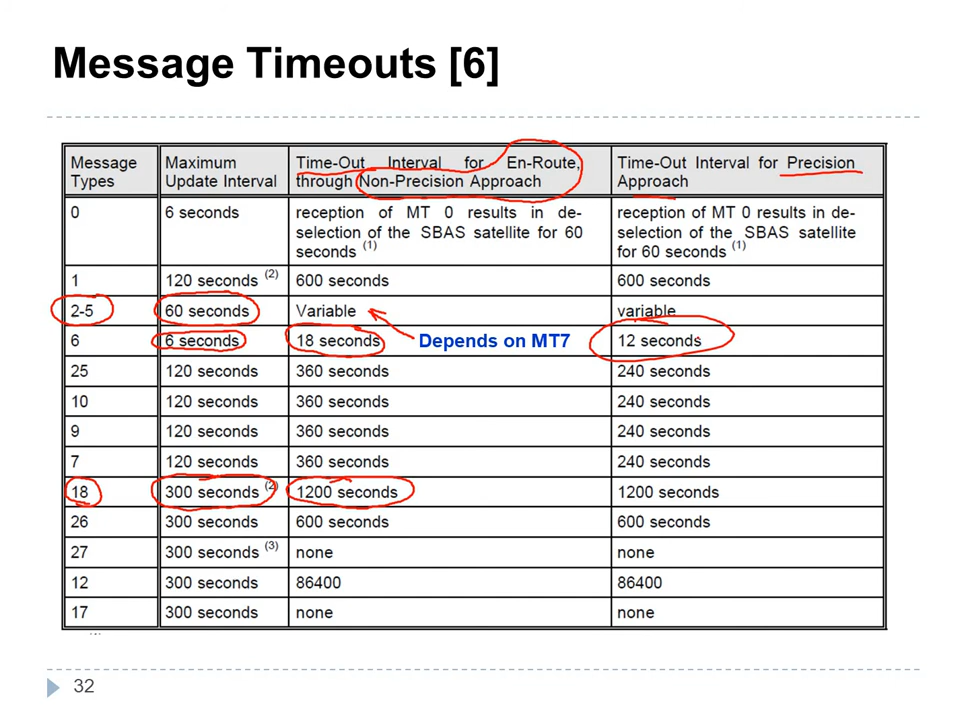 Message Timeouts [6]
Message Types | Maximum Update Interval | Time-Out Interval for En-Route, through Non-Precision Approach | Time-Out Interval for Precision Approach
0 | 6 seconds | reception of MT 0 results in de-selection of the SBAS satellite for 60 seconds (1) | reception of MT 0 results in de-selection of the SBAS satellite for 60 seconds (1)
1 | 120 seconds (2) | 600 seconds | 600 seconds
2-5 | 60 seconds | Variable | variable
6 | 6 seconds | 18 seconds | 12 seconds
Depends on MT7
25 | 120 seconds | 360 seconds | 240 seconds
10 | 120 seconds | 360 seconds | 240 seconds
9 | 120 seconds | 360 seconds | 240 seconds
7 | 120 seconds | 360 seconds | 240 seconds
18 | 300 seconds (2 | 1200 seconds | 1200 seconds
26 | 300 seconds | 600 seconds | 600 seconds
27 | 300 seconds (3) | none | none
12 | 300 seconds | 86400 | 86400
17 | 300 seconds | none | none
32